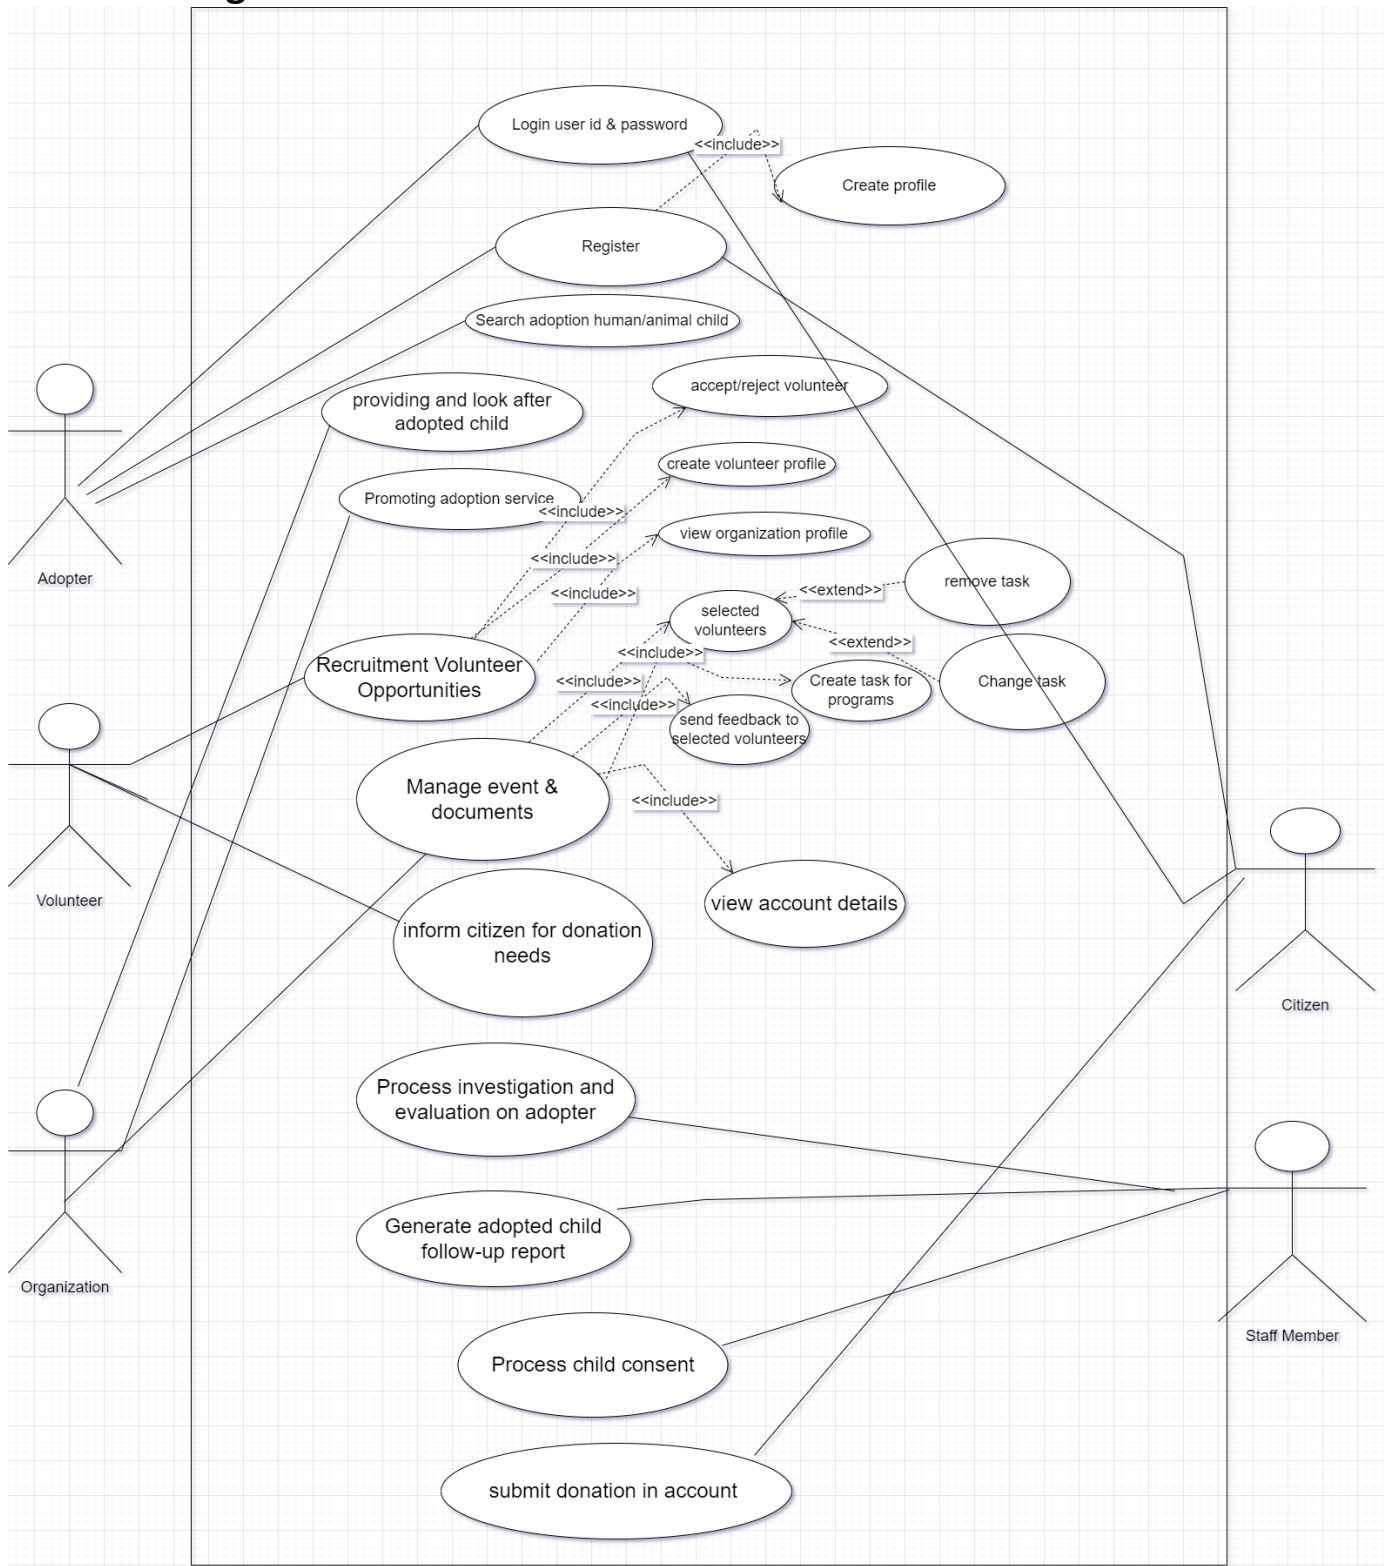 Login user id & password
<<include>>
Create profile
Register
Search adoption human/animal child
accept/reject volunteer
providing and look after
adopted child
create volunteer profile
Promoting adoption service
<<include>>
view organization profile
<<include>>
Adopter
<<include>>
<<extend>>
remove task
selected
volunteers
<<extend>>
<<include>>
Recruitment Volunteer
Opportunities
<<include>>
Create task for
programs
Change task
<<include>>
send feedback to
selected volunteers
Manage event &
documents
<<include>>
Volunteer
view account details
inform citizen for donation
needs
Citizen
Process investigation and
evaluation on adopter
Generate adopted child
follow-up report
Organization
Staff Member
Process child consent
submit donation in account